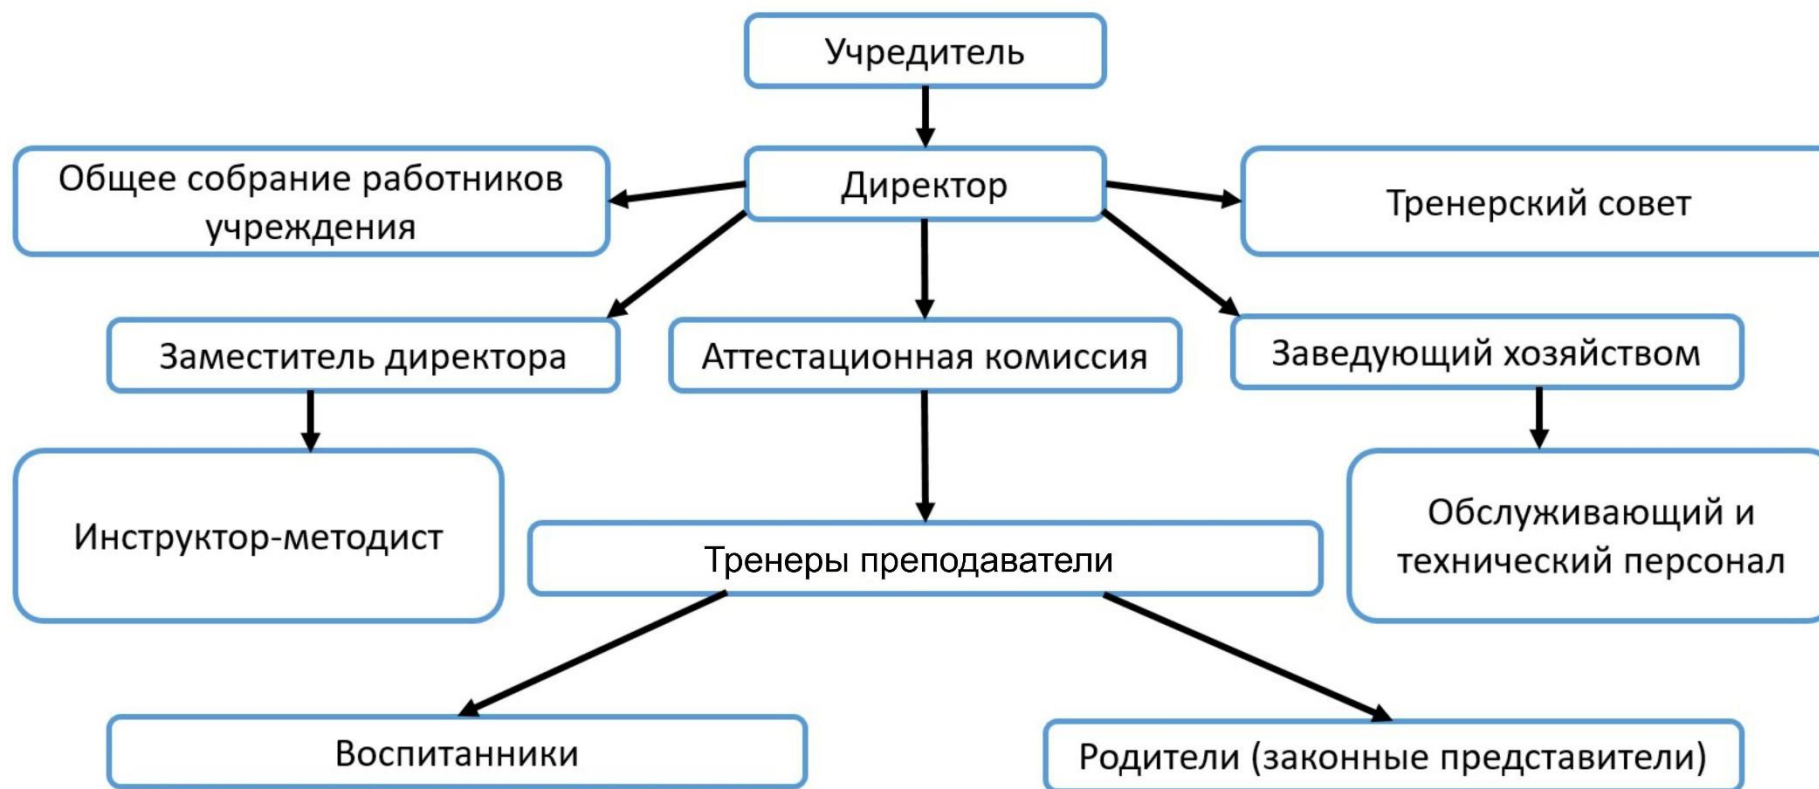 Учредитель
Общее собрание работников
учреждения
Директор
Тренерский совет
Заместитель директора
Аттестационная комиссия
Заведующий хозяйством
Инструктор-методист
Тренеры преподаватели
Обслуживающий и
технический персонал
Воспитанники
Родители (законные представители)